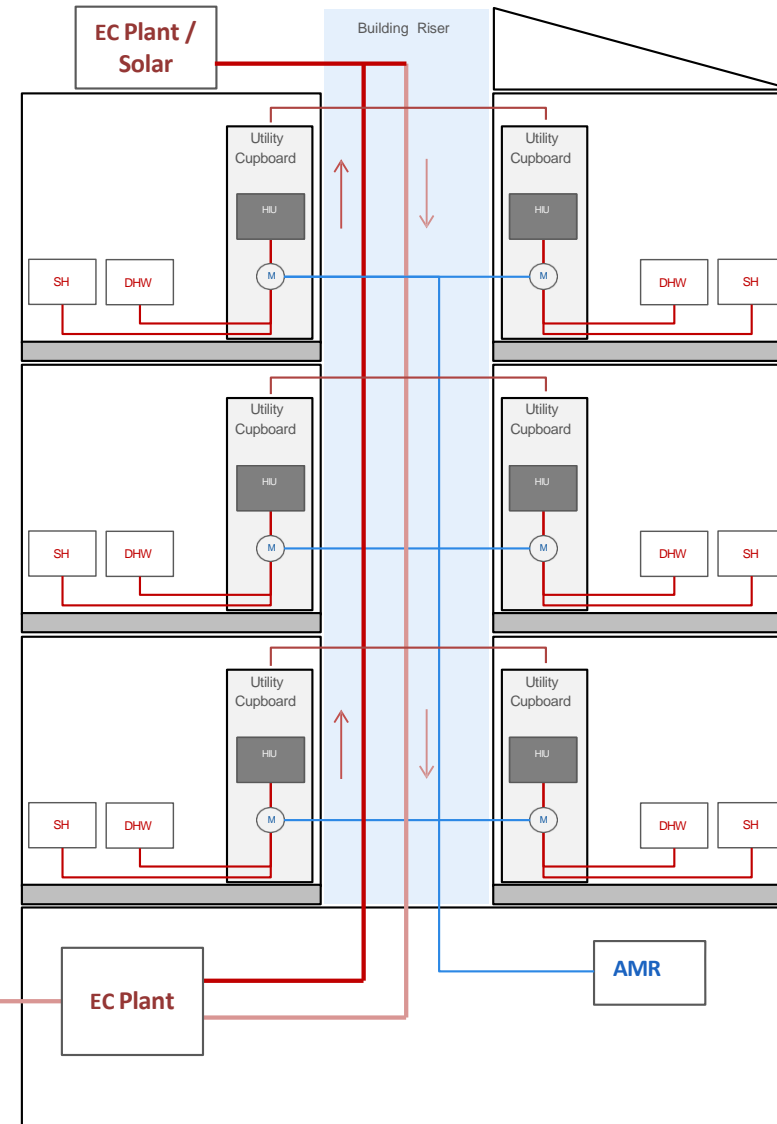 EC Plant /
Solar
Building Riser
Utility
Cupboard
HIU
M
SH
DHW
Utility
Cupboard
HIU
M
DHW
SH
Utility
Cupboard
HIU
M
SH
DHW
Utility
Cupboard
HIU
M
DHW
SH
Utility
Cupboard
HIU
M
SH
DHW
Utility
Cupboard
HIU
M
DHW
SH
EC Plant
AMR